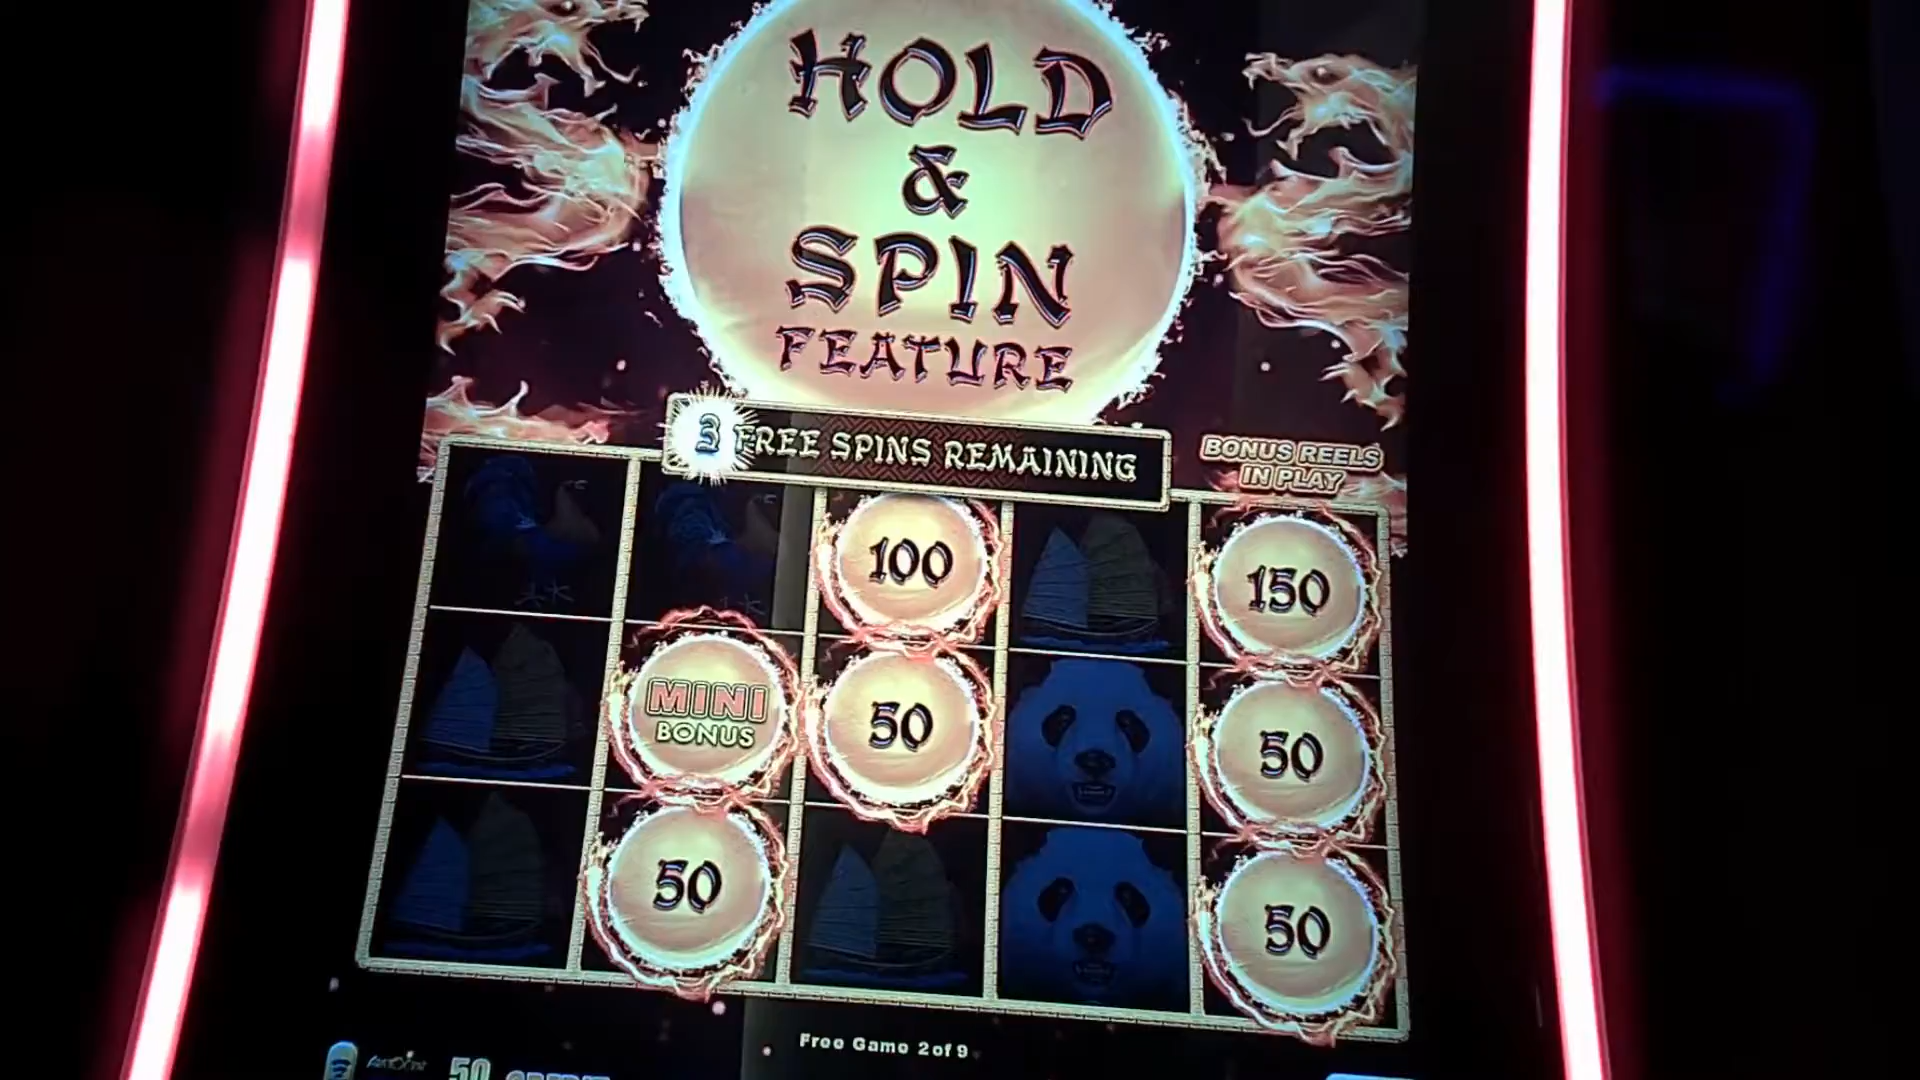 HOLD
&
SPIN
FEATURE
3 FREE SPINS REMAINING
BONUS REELS
IN PLAY
100
150
MINI
BONUS
50
50
50
50
Free Game 2 of 9
50